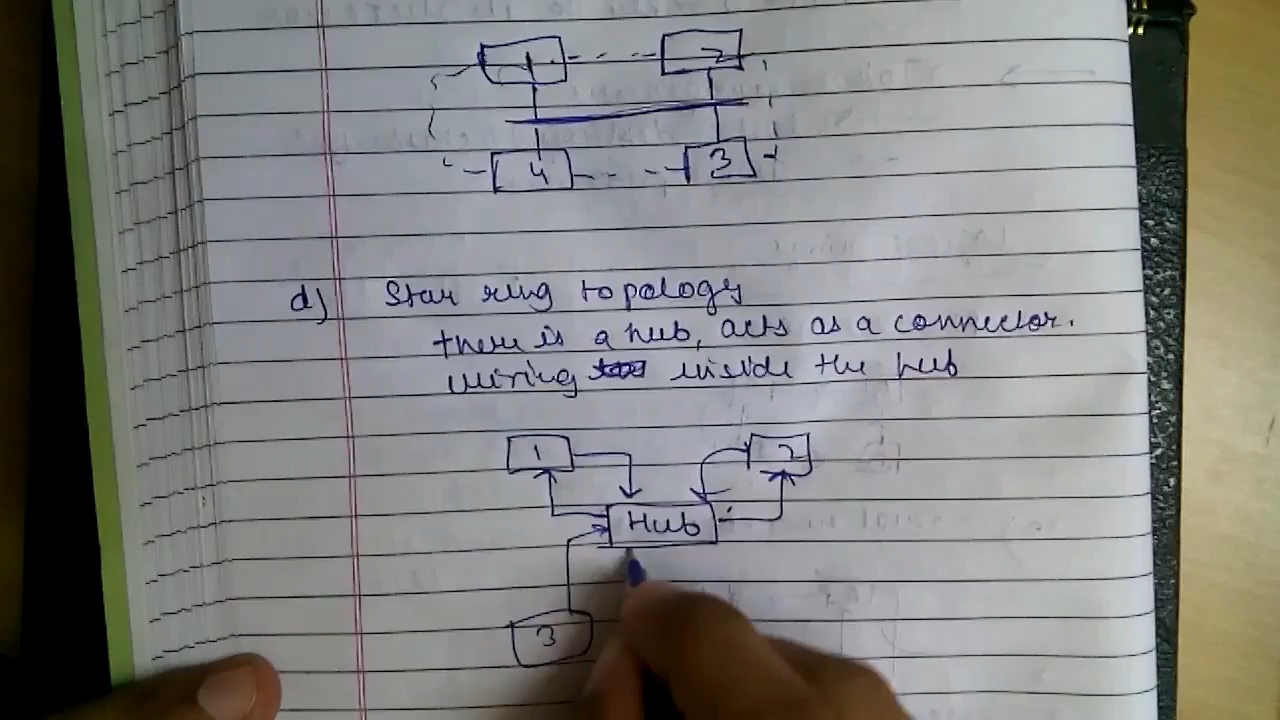 1 2
4 3
d) Star ring topology
there is a hub, acts as a connector.
wiring inside the hub
1 2
Hub
3